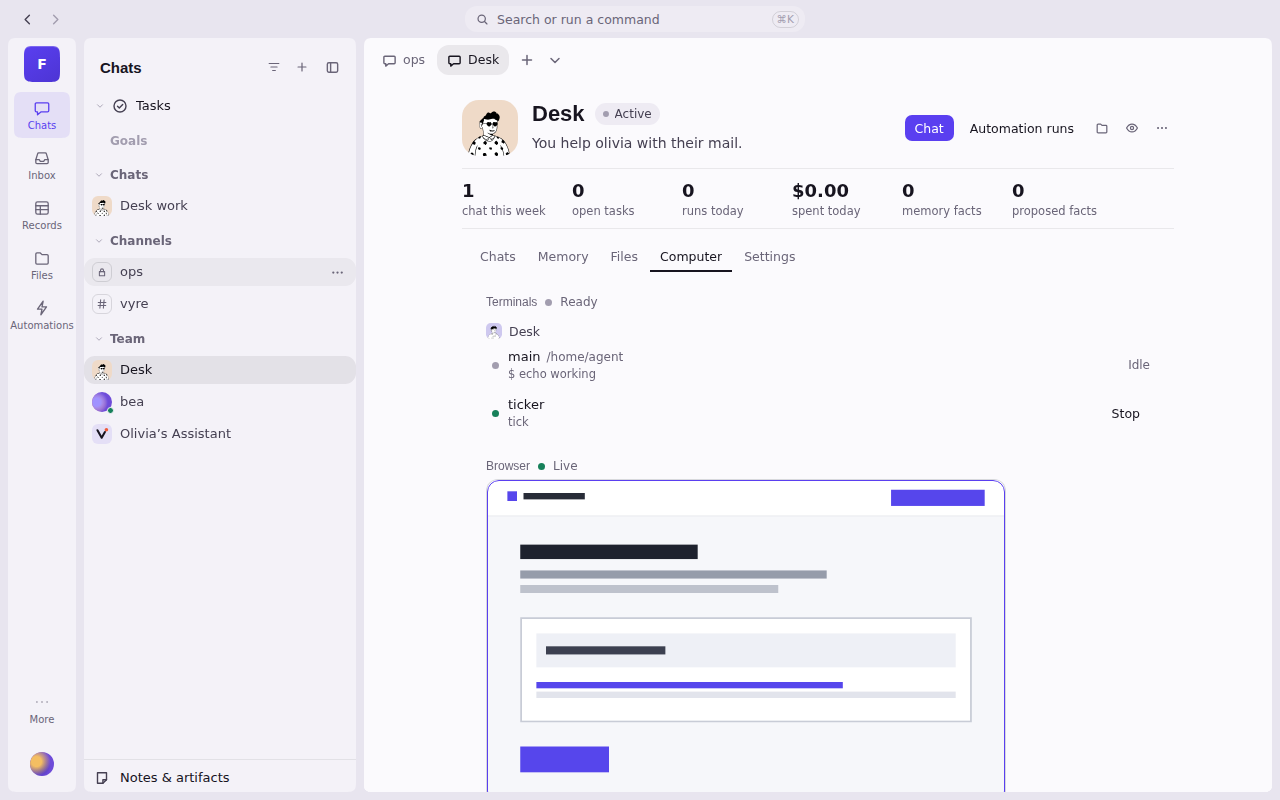 Search or run a command
⌘K
F
Chats
Inbox
Records
Files
Automations
More
Chats
Tasks
Goals
Chats
Desk work
Channels
ops
vyre
Team
Desk
bea
Olivia’s Assistant
Notes & artifacts
ops
Desk
Desk
Active
You help olivia with their mail.
Chat
Automation runs
1
chat this week
0
open tasks
0
runs today
$0.00
spent today
0
memory facts
0
proposed facts
Chats
Memory
Files
Computer
Settings
Terminals
Ready
Desk
main /home/agent
$ echo working
Idle
ticker
tick
Stop
Browser
Live